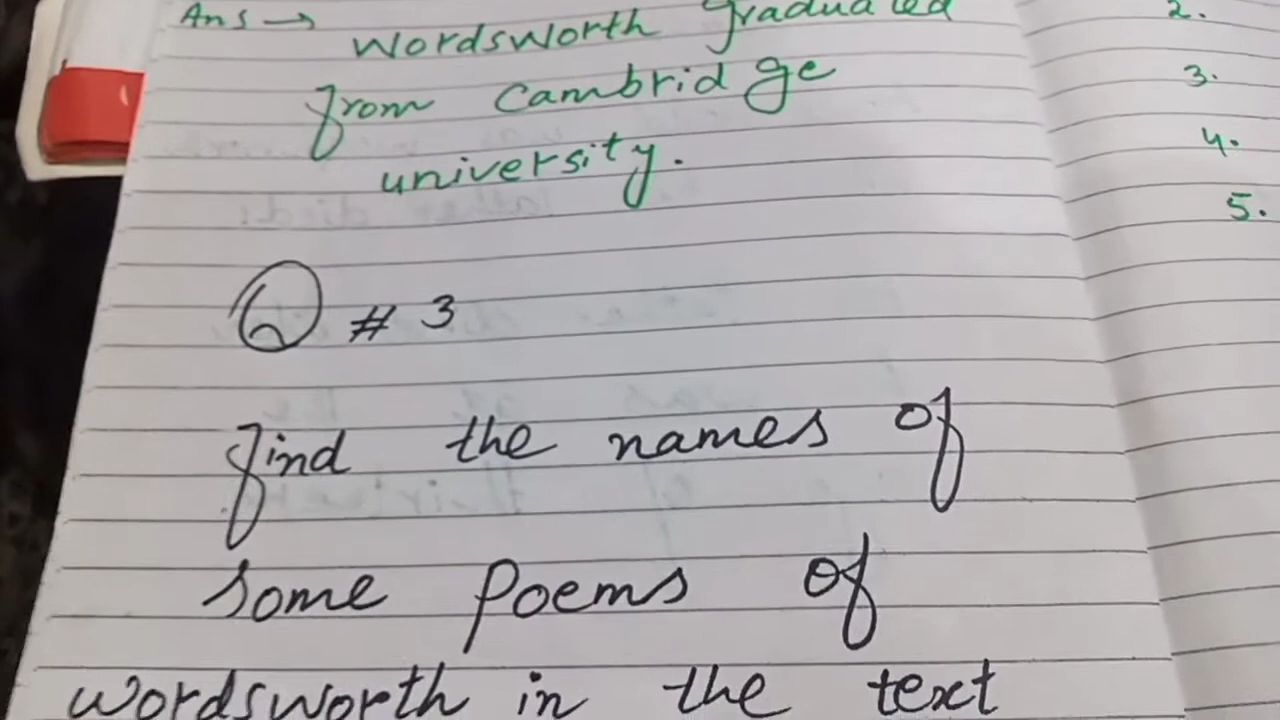 Ans →
Wordsworth graduated
from Cambridge
university.
Q # 3
find the names of
some Poems of
wordsworth in the text
2.
3.
4.
5.